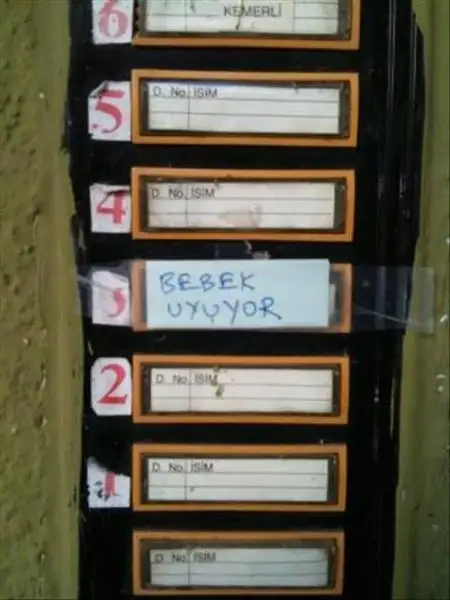 6
KEMERLİ
5
D. No. İSİM
4
D. No. İSİM
3
BEBEK
UYUYOR
2
D. No. İSİM
1
D. No. İSİM
D. No. İSİM